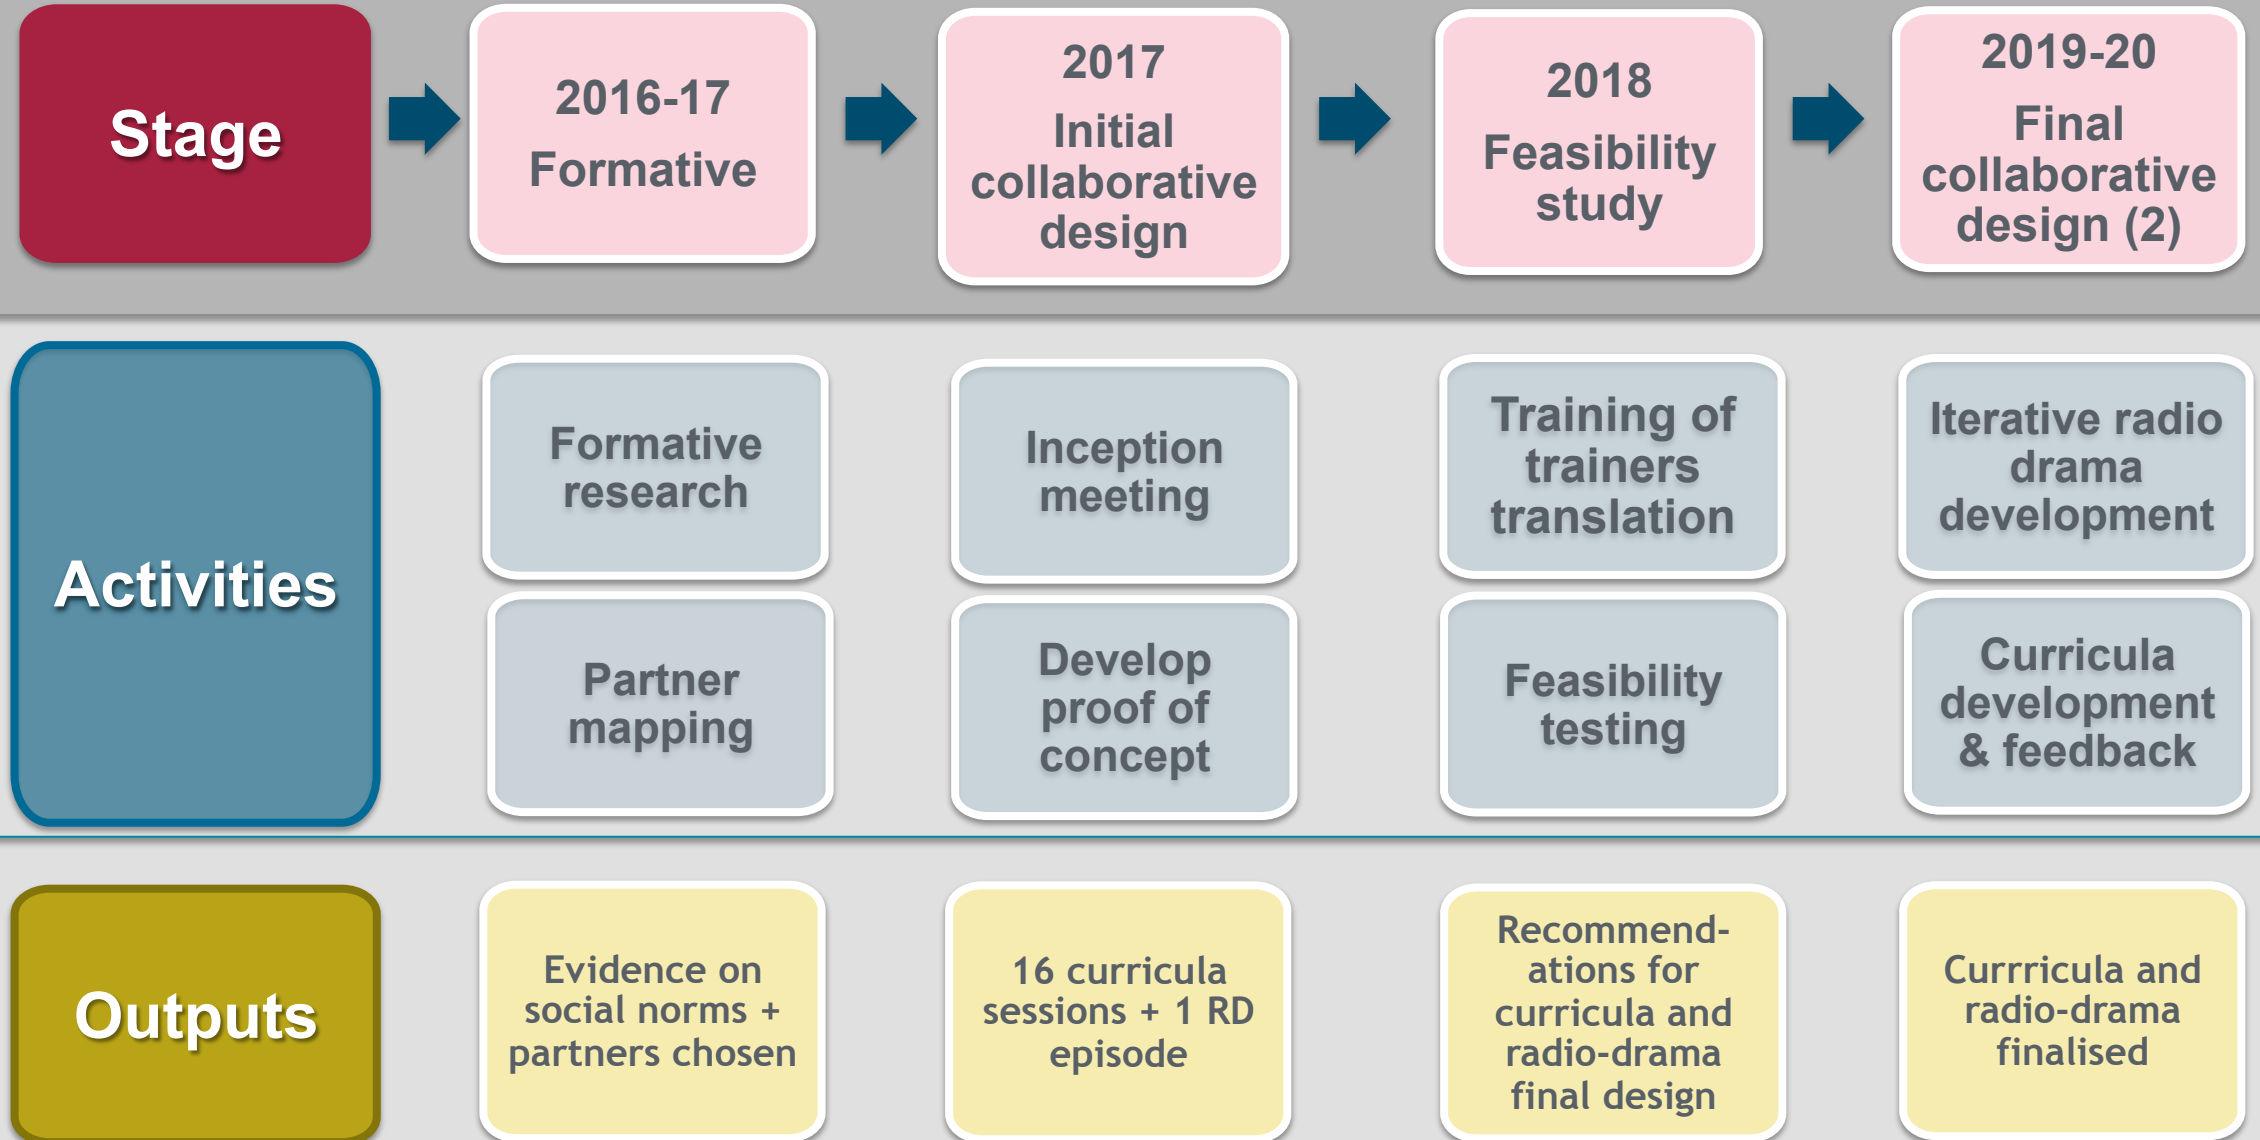 Stage
2016-17
Formative
2017
Initial
collaborative
design
2018
Feasibility
study
2019-20
Final
collaborative
design (2)
Activities
Formative
research
Inception
meeting
Training of
trainers
translation
Iterative radio
drama
development
Partner
mapping
Develop
proof of
concept
Feasibility
testing
Curricula
development
& feedback
Outputs
Evidence on
social norms +
partners chosen
16 curricula
sessions + 1 RD
episode
Recommend-
ations for
curricula and
radio-drama
final design
Currricula and
radio-drama
finalised